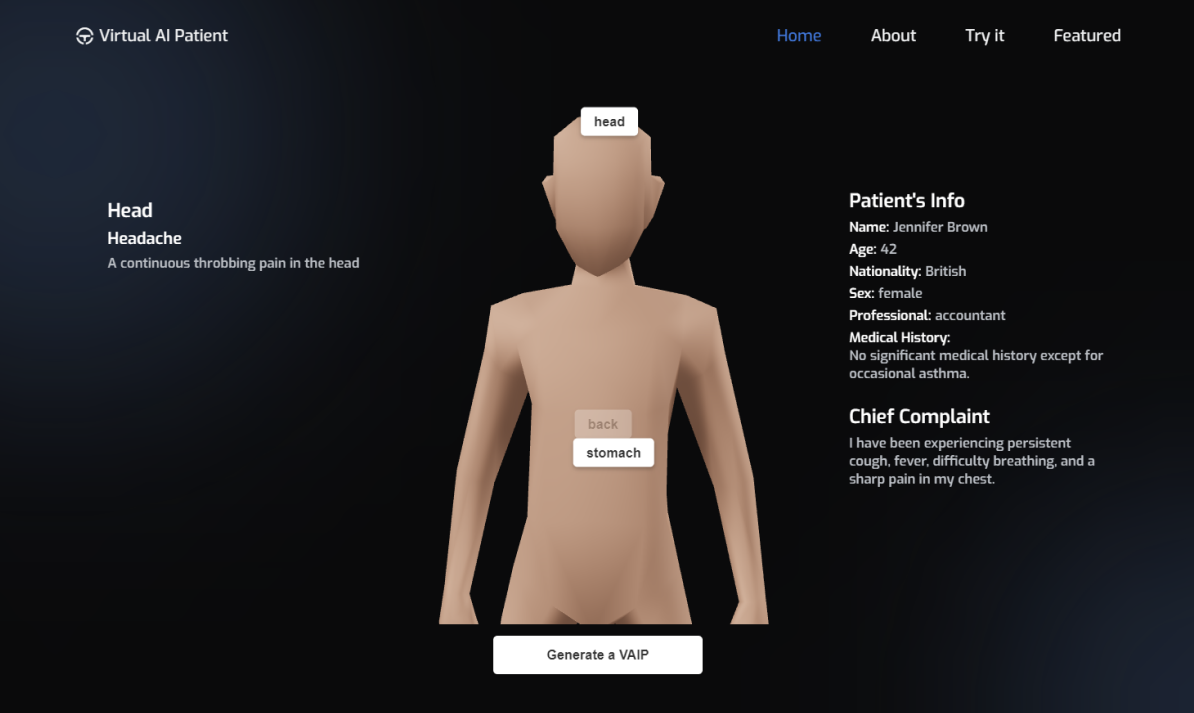 Virtual AI Patient
Home About Try it Featured
head
Head
Headache
A continuous throbbing pain in the head
back
stomach
Patient's Info
Name: Jennifer Brown
Age: 42
Nationality: British
Sex: female
Professional: accountant
Medical History:
No significant medical history except for
occasional asthma.
Chief Complaint
I have been experiencing persistent
cough, fever, difficulty breathing, and a
sharp pain in my chest.
Generate a VAIP